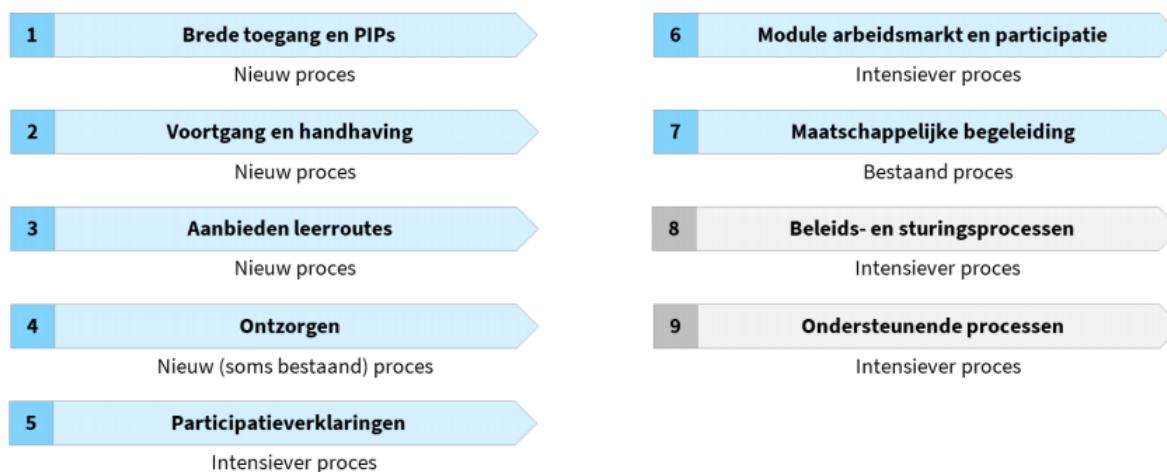 1 Brede toegang en PIPs
Nieuw proces
2 Voortgang en handhaving
Nieuw proces
3 Aanbieden leerroutes
Nieuw proces
4 Ontzorgen
Nieuw (soms bestaand) proces
5 Participatieverklaringen
Intensiever proces
6 Module arbeidsmarkt en participatie
Intensiever proces
7 Maatschappelijke begeleiding
Bestaand proces
8 Beleids- en sturingsprocessen
Intensiever proces
9 Ondersteunende processen
Intensiever proces